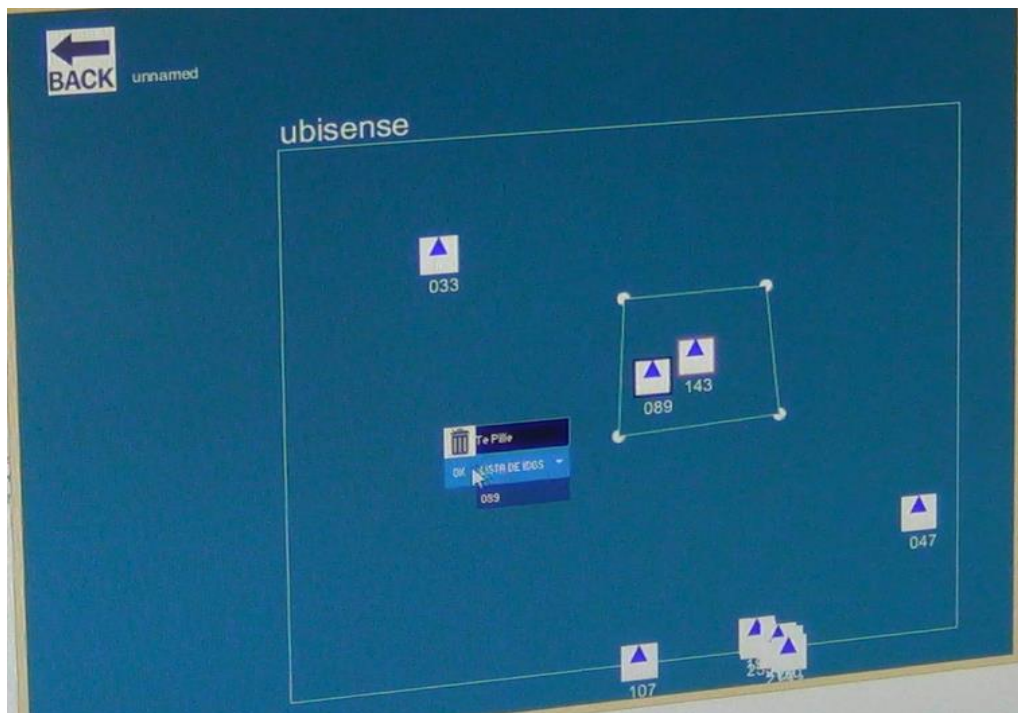 BACK unnamed
ubisense
033
143
089
Te Pille
OK LISTA DE IDGS
089
047
107